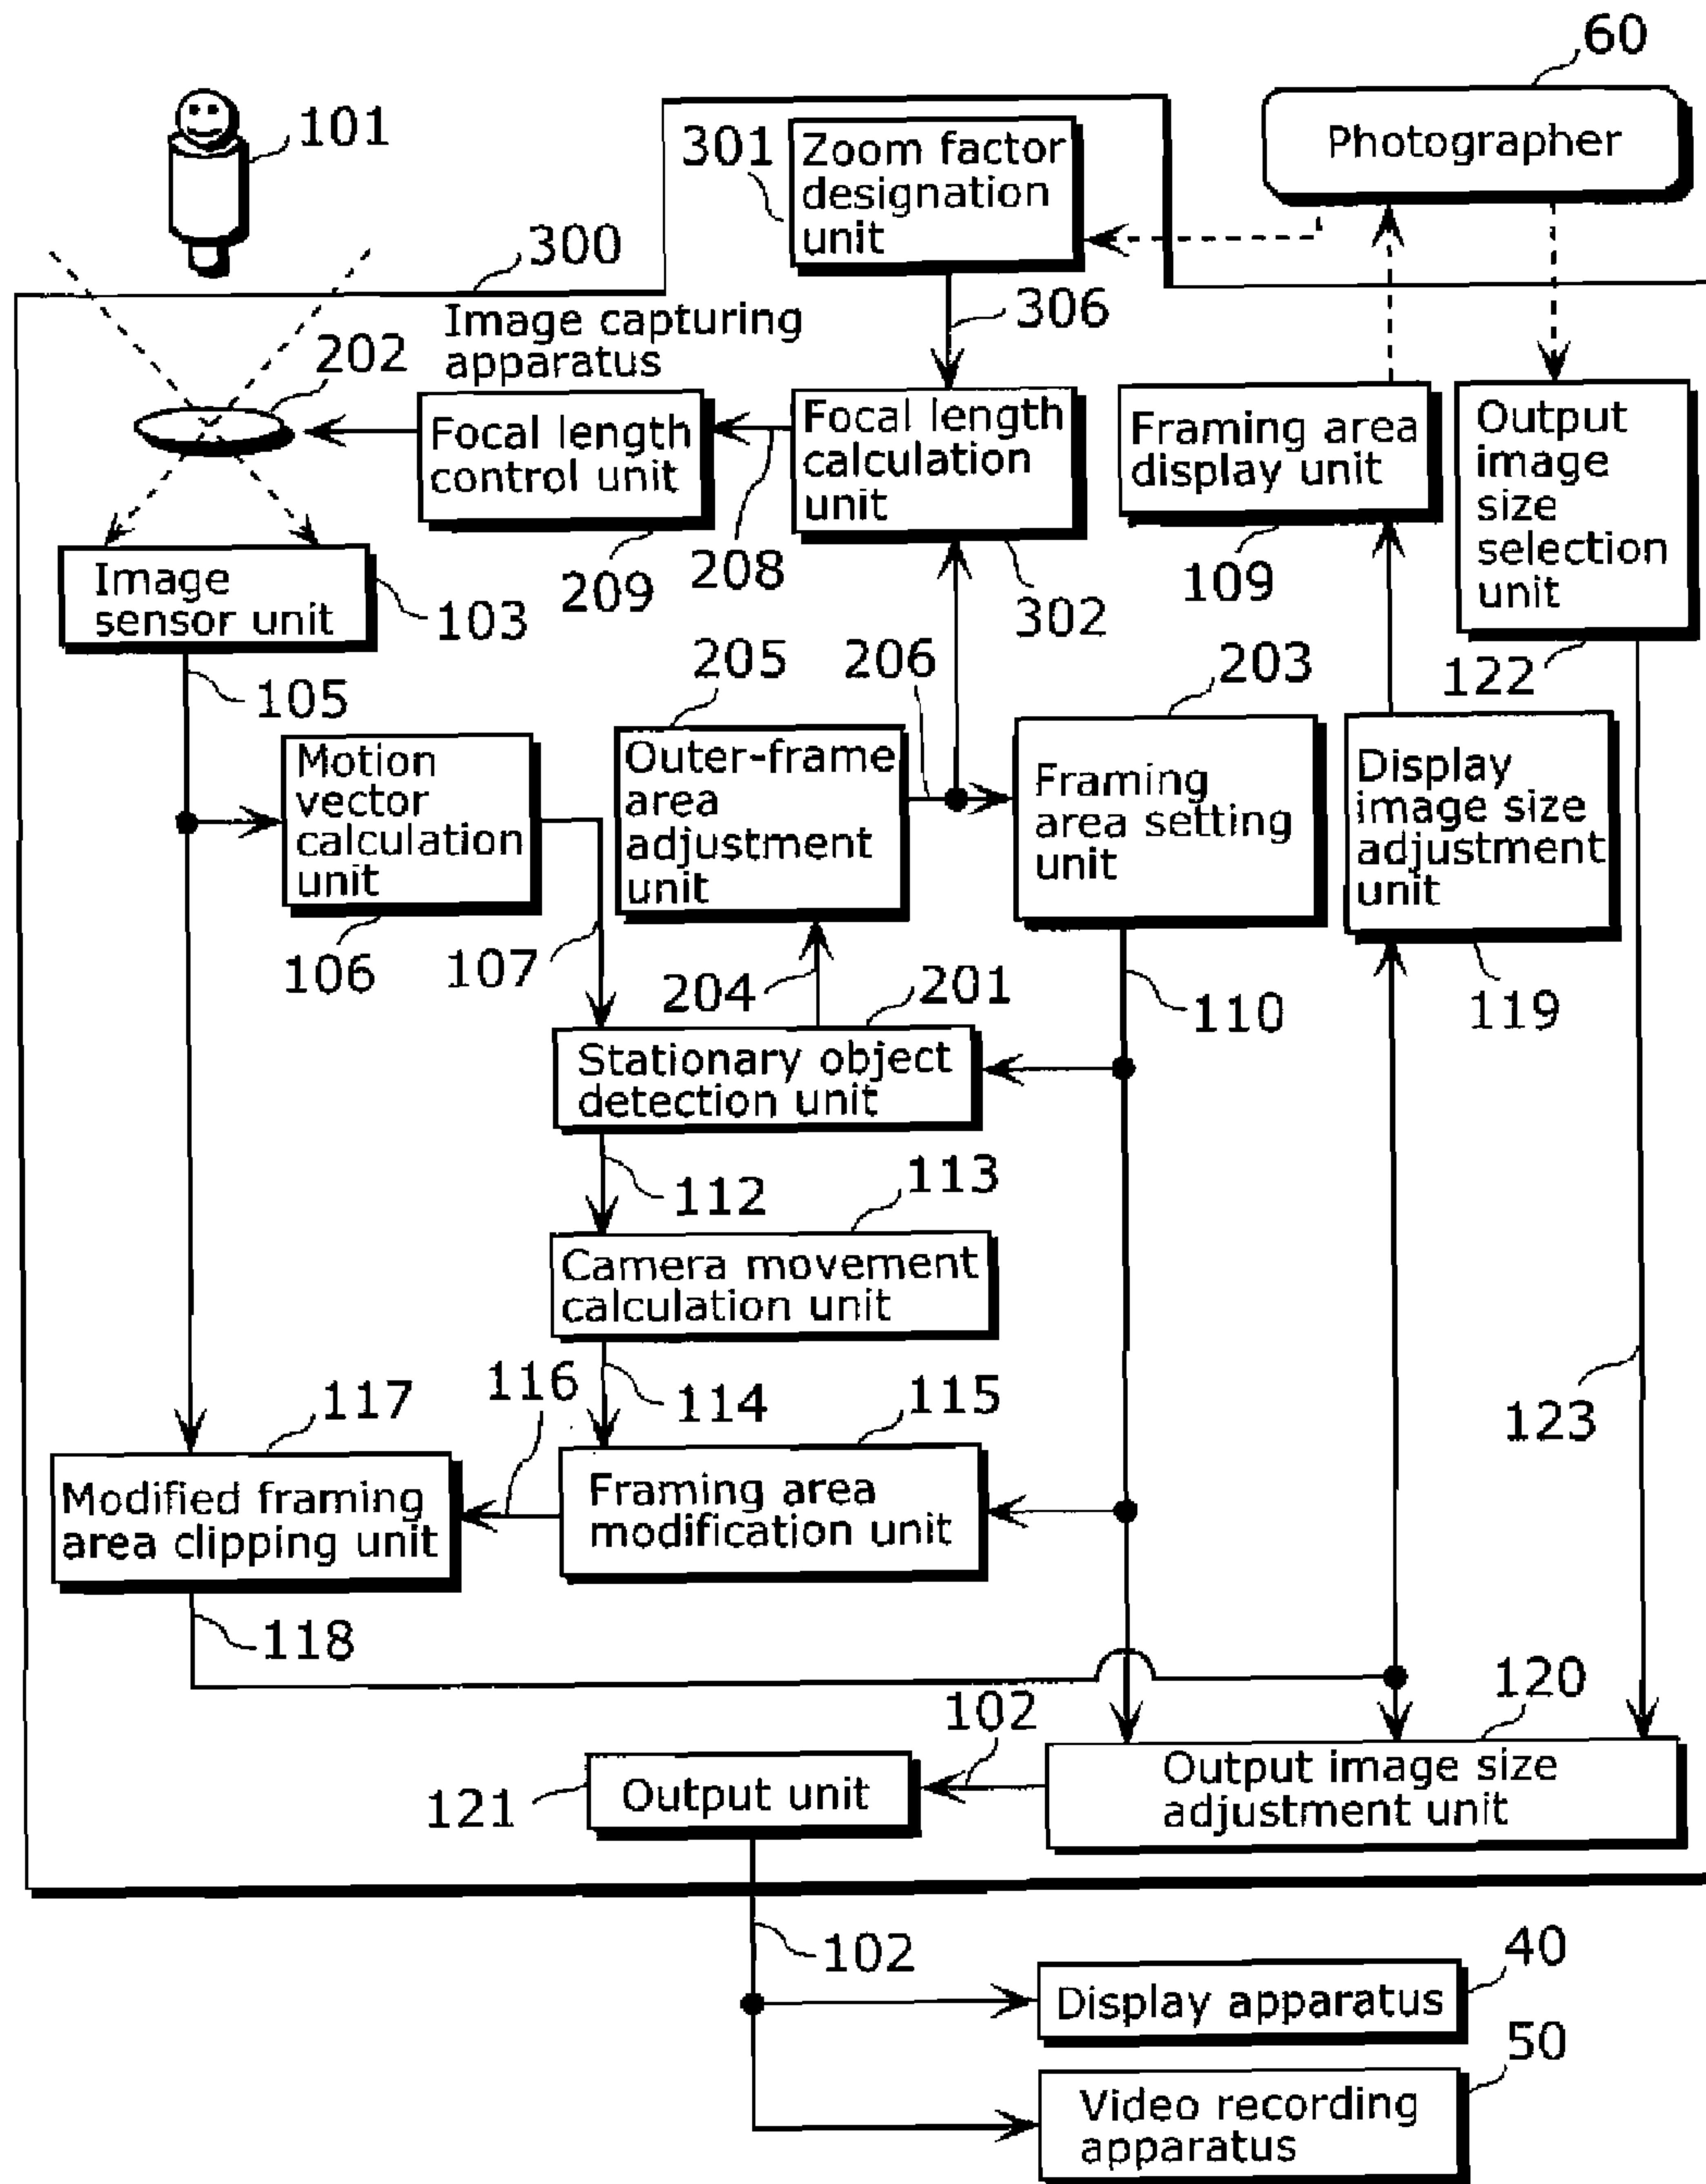 60
Photographer
101
301
Zoom factor
designation
unit
300
306
Image capturing
apparatus
202
Focal length
control unit
Focal length
calculation
unit
Framing area
display unit
Output
image
size
selection
unit
208
209
302
109
122
Image
sensor unit
103
105
205
206
203
Motion
vector
calculation
unit
Outer-frame
area
adjustment
unit
Framing
area setting
unit
Display
image size
adjustment
unit
106
107
204
201
110
119
Stationary object
detection unit
112
113
Camera movement
calculation unit
114
116
115
117
123
Modified framing
area clipping unit
Framing area
modification unit
118
120
102
121
Output unit
Output image size
adjustment unit
102
40
Display apparatus
50
Video recording
apparatus